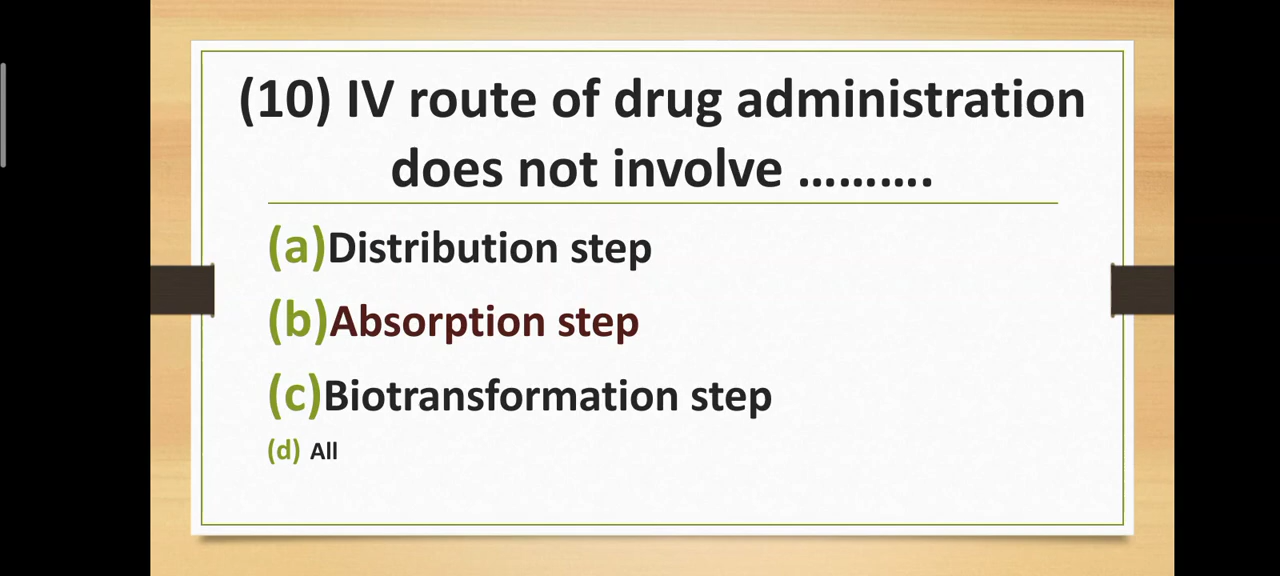 (10) IV route of drug administration
does not involve ……….
(a)Distribution step
(b)Absorption step
(c)Biotransformation step
(d) All